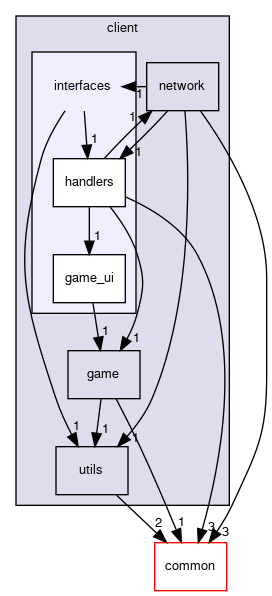 client
interfaces
network
1
1
1
1
handlers
1
game_ui
1
1
game
1
1
1
utils
2
1
3
3
common